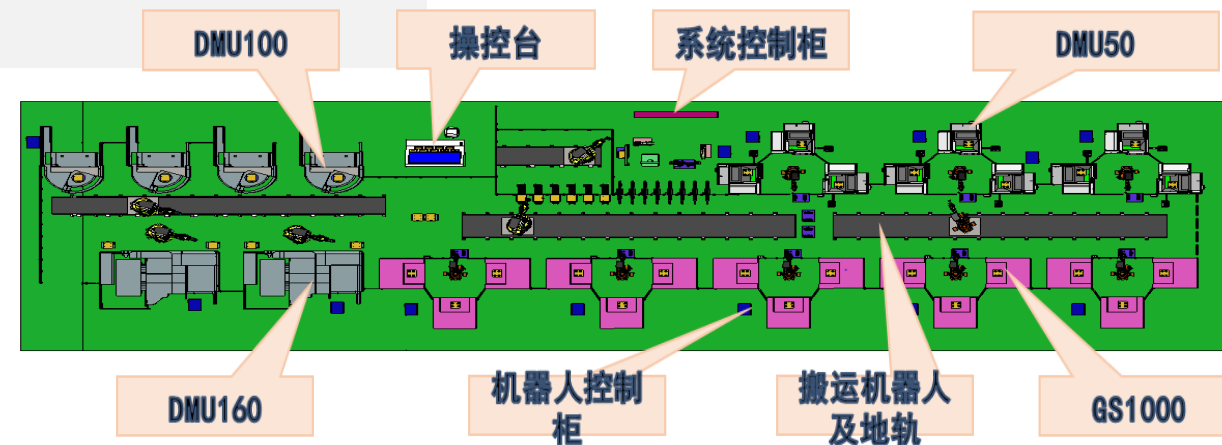 DMU100
操控台
系统控制柜
DMU50
DMU160
机器人控制
柜
搬运机器人
及地轨
GS1000